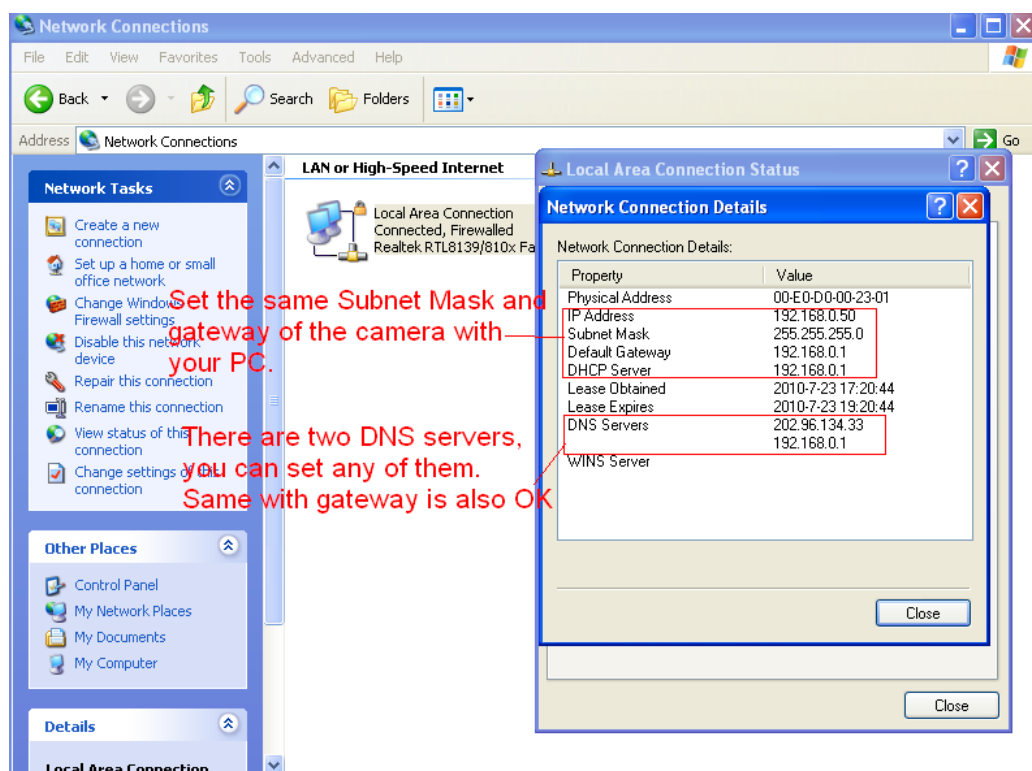 Network Connections
File Edit View Favorites Tools Advanced Help
Back Search Folders
Address Network Connections Go
Network Tasks
Create a new
connection
Set up a home or small
office network
Change Windows
Firewall settings
Disable this network
device
Repair this connection
Rename this connection
View status of this
connection
Change settings of this
connection
Other Places
Control Panel
My Network Places
My Documents
My Computer
Details
Local Area Connection
LAN or High-Speed Internet
Local Area Connection
Connected, Firewalled
Realtek RTL8139/810x Fa
Set the same Subnet Mask and
gateway of the camera with
your PC.
There are two DNS servers,
you can set any of them.
Same with gateway is also OK
Local Area Connection Status
Network Connection Details
Network Connection Details:
Property Value
Physical Address 00-E0-D0-00-23-01
IP Address 192.168.0.50
Subnet Mask 255.255.255.0
Default Gateway 192.168.0.1
DHCP Server 192.168.0.1
Lease Obtained 2010-7-23 17:20:44
Lease Expires 2010-7-23 19:20:44
DNS Servers 202.96.134.33
192.168.0.1
WINS Server
Close
Close